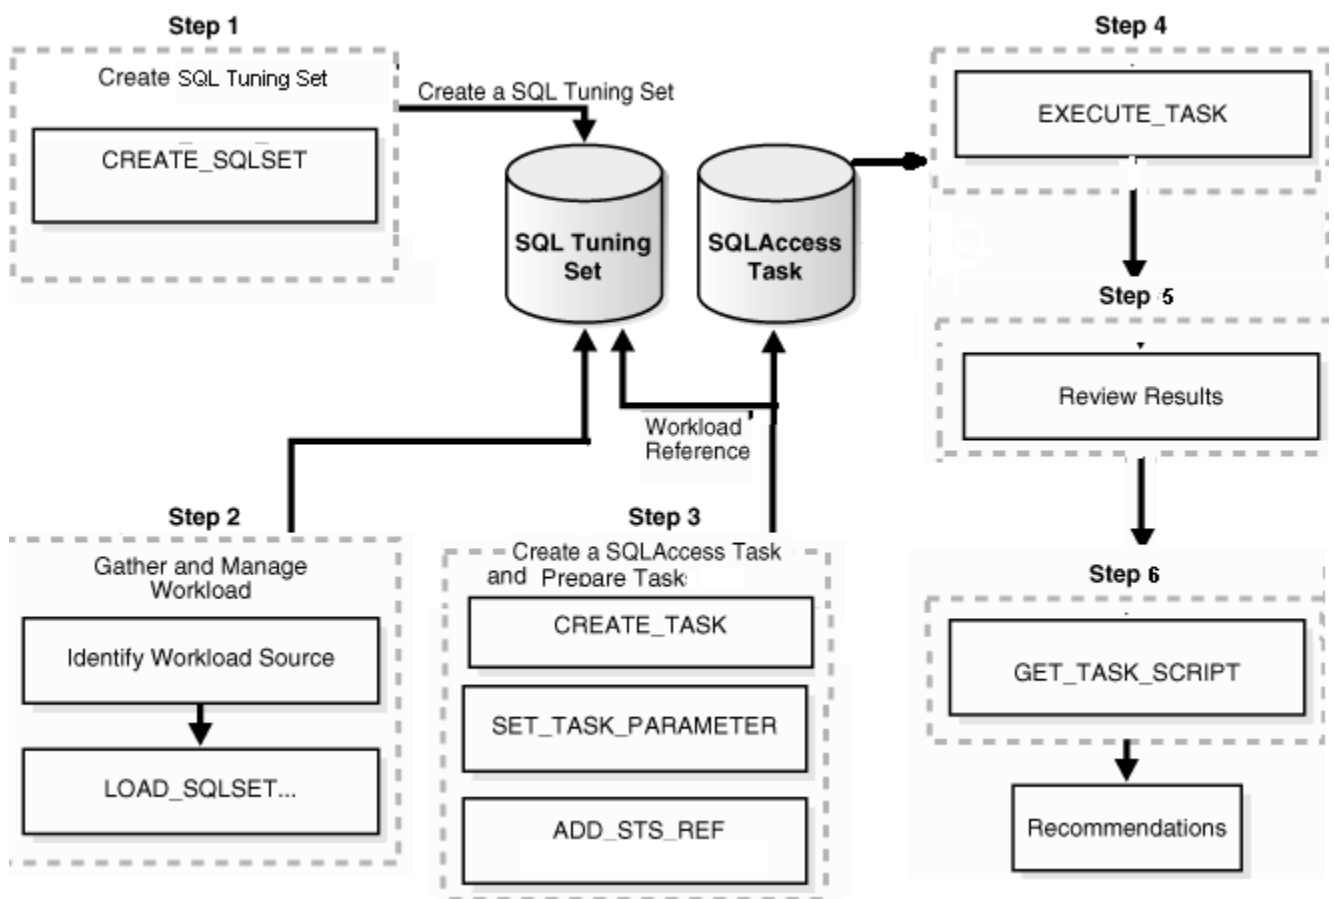 Step 1
Create SQL Tuning Set
CREATE_SQLSET
Create a SQL Tuning Set
SQL Tuning
Set
SQLAccess
Task
Workload
Reference
Step 2
Gather and Manage
Workload
Identify Workload Source
LOAD_SQLSET...
Step 3
Create a SQLAccess Task
and Prepare Task
CREATE_TASK
SET_TASK_PARAMETER
ADD_STS_REF
Step 4
EXECUTE_TASK
Step 5
Review Results
Step 6
GET_TASK_SCRIPT
Recommendations